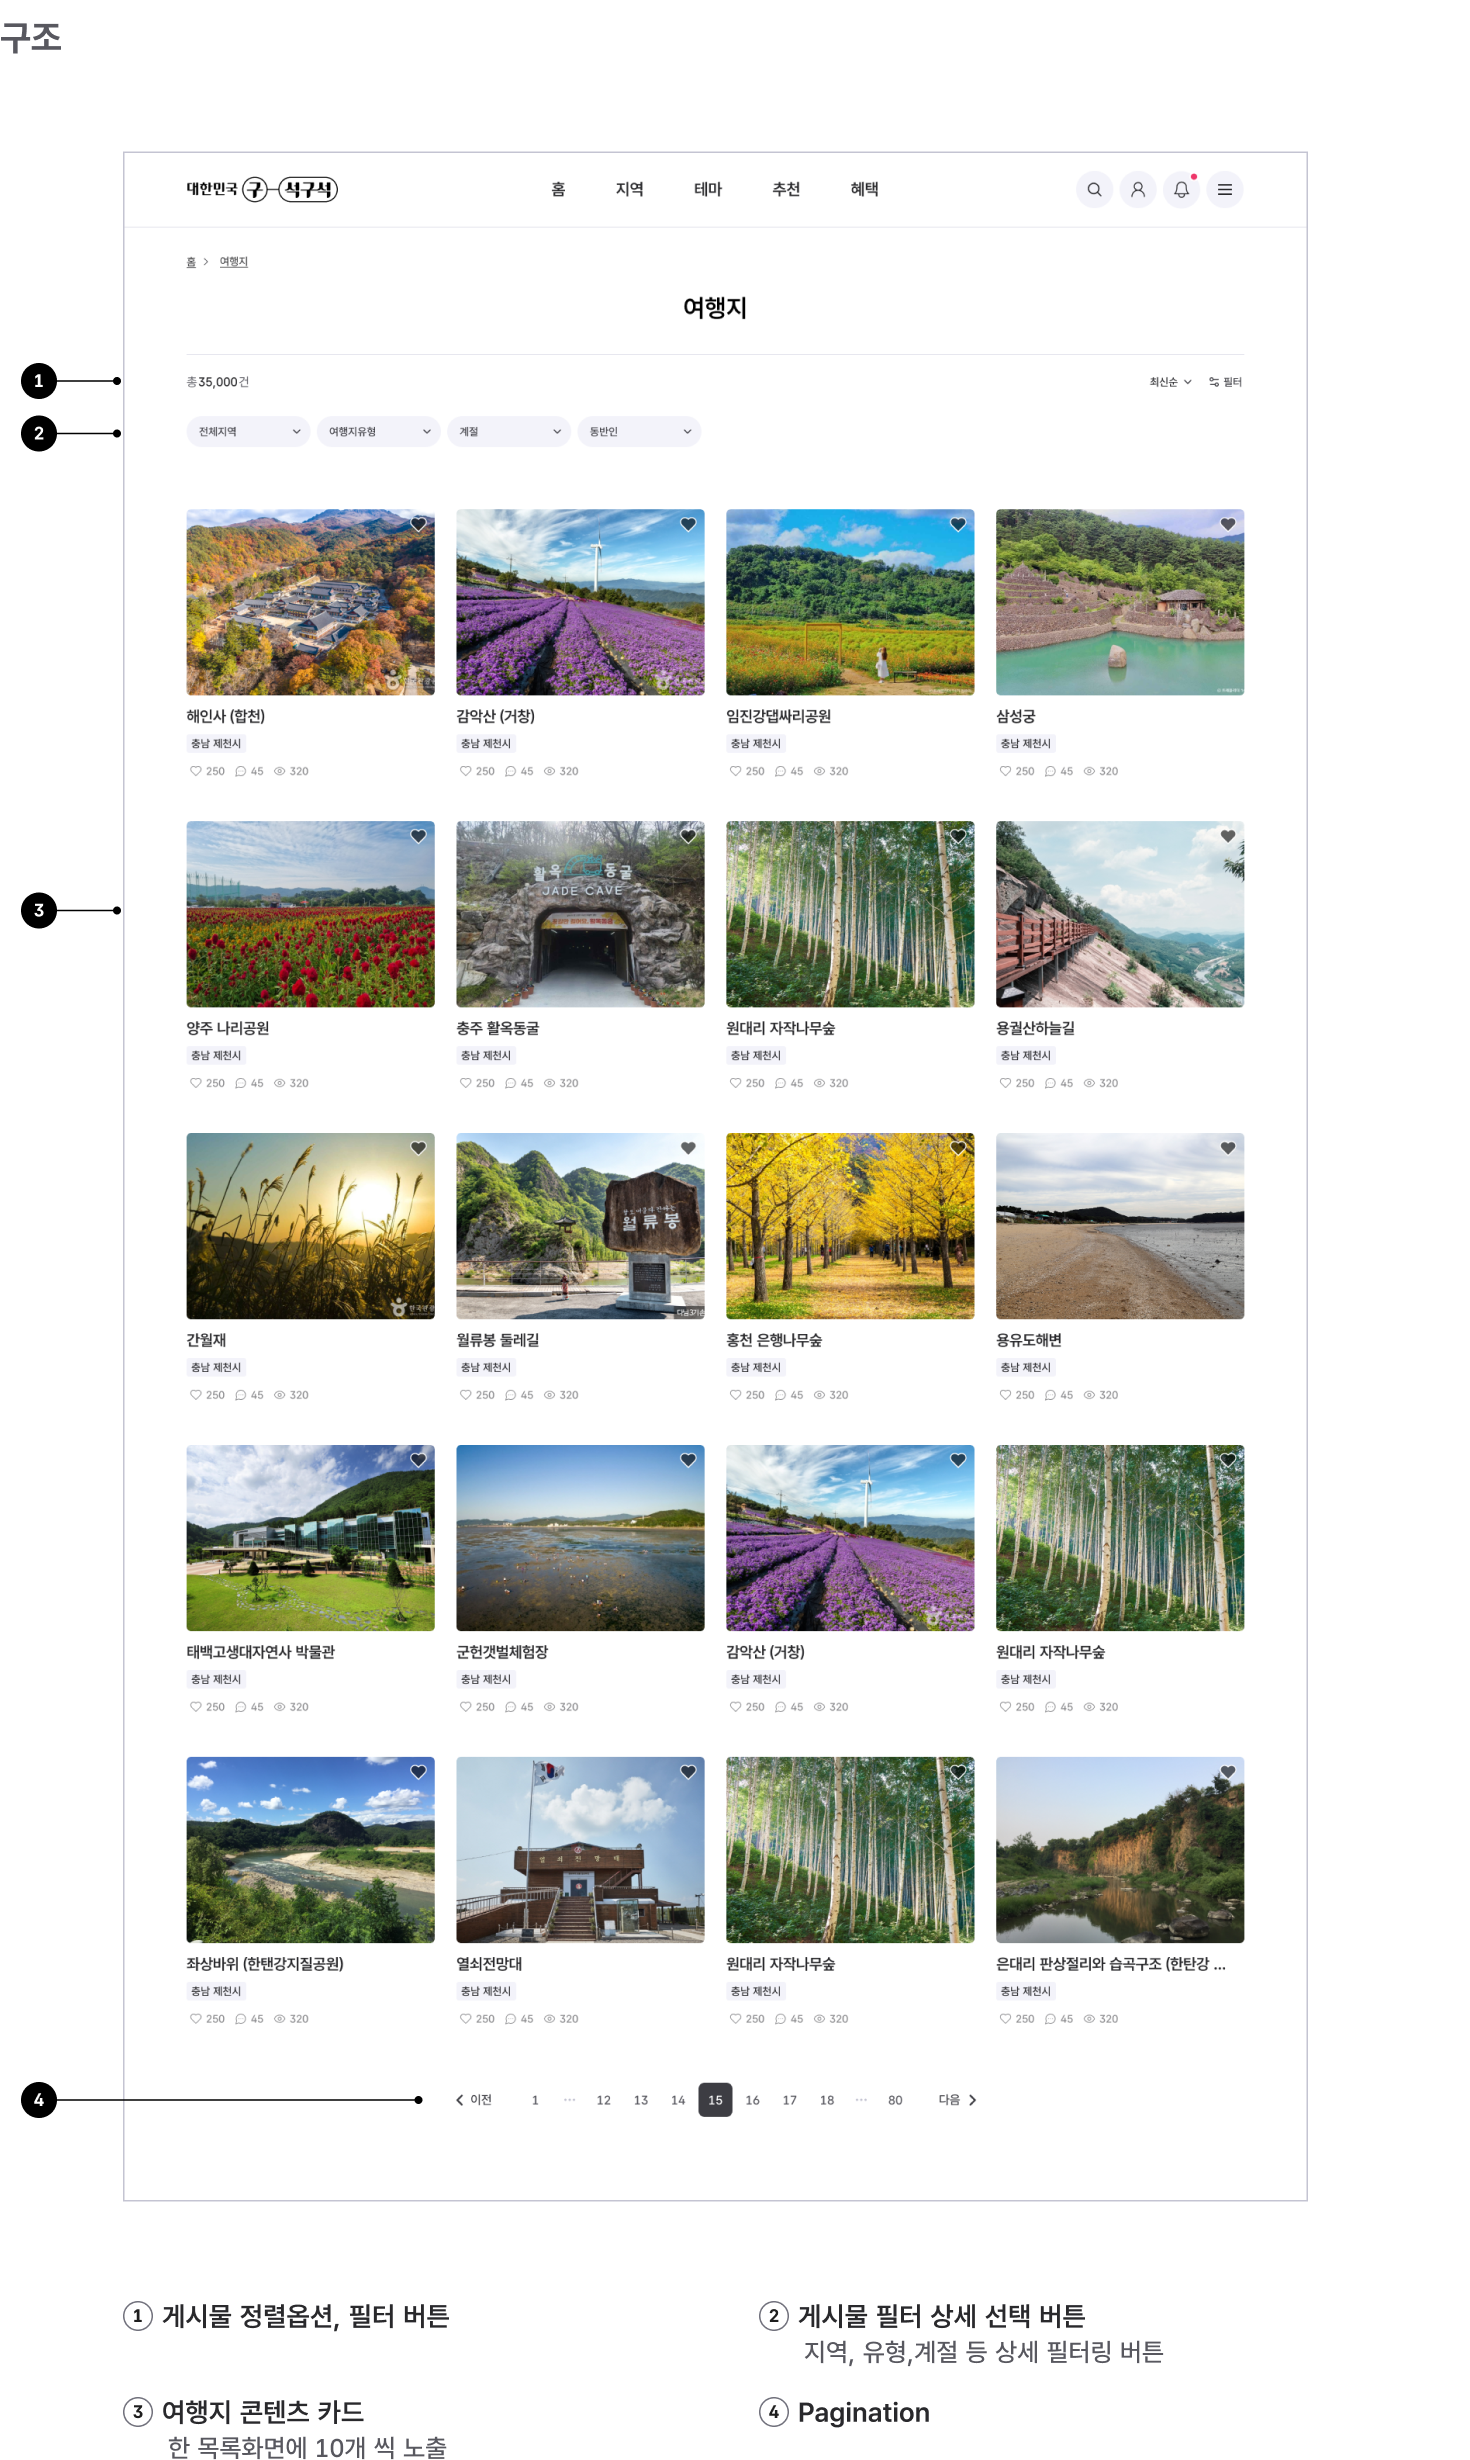 구조
대한민국 구석구석
홈 지역 테마 추천 혜택
홈 > 여행지
여행지
1
총 35,000건 최신순 필터
2
전체지역 여행지유형 계절 동반인
해인사 (합천) 감악산 (거창) 임진강댑싸리공원 삼성궁
충남 제천시 충남 제천시 충남 제천시 충남 제천시
250 45 320 250 45 320 250 45 320 250 45 320
3
활옥동굴
JADE CAVE
양주 나리공원 충주 활옥동굴 원대리 자작나무숲 용궐산하늘길
충남 제천시 충남 제천시 충남 제천시 충남 제천시
250 45 320 250 45 320 250 45 320 250 45 320
월류봉
다님3기손
간월재 월류봉 둘레길 홍천 은행나무숲 용유도해변
충남 제천시 충남 제천시 충남 제천시 충남 제천시
250 45 320 250 45 320 250 45 320 250 45 320
태백고생대자연사 박물관 군헌갯벌체험장 감악산 (거창) 원대리 자작나무숲
충남 제천시 충남 제천시 충남 제천시 충남 제천시
250 45 320 250 45 320 250 45 320 250 45 320
열쇠전망대
좌상바위 (한탄강지질공원) 열쇠전망대 원대리 자작나무숲 은대리 판상절리와 습곡구조 (한탄강 ...
충남 제천시 충남 제천시 충남 제천시 충남 제천시
250 45 320 250 45 320 250 45 320 250 45 320
4
이전 1 ... 12 13 14 15 16 17 18 ... 80 다음
1 게시물 정렬옵션, 필터 버튼
2 게시물 필터 상세 선택 버튼
지역, 유형,계절 등 상세 필터링 버튼
3 여행지 콘텐츠 카드
한 목록화면에 10개 씩 노출
4 Pagination